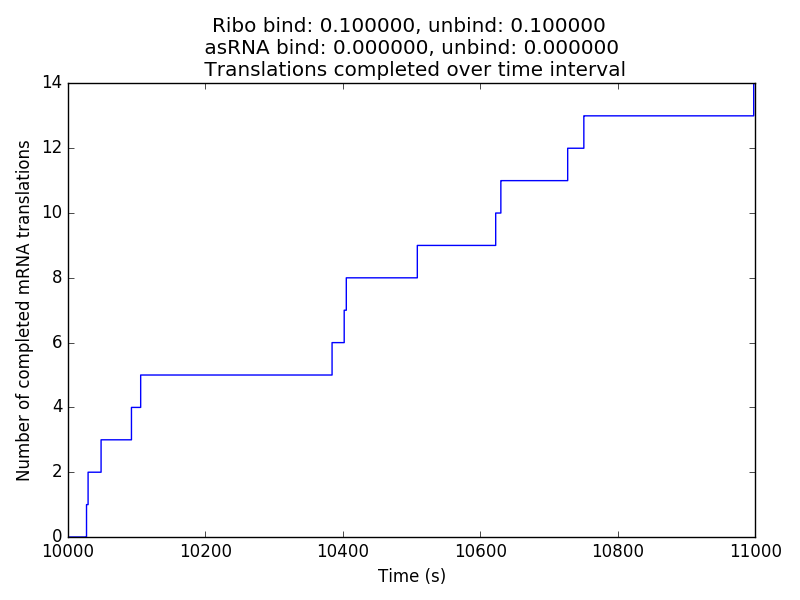 Ribo bind: 0.100000, unbind: 0.100000
asRNA bind: 0.000000, unbind: 0.000000
Translations completed over time interval
14
12
10
8
6
4
2
0
Number of completed mRNA translations
10000 10200 10400 10600 10800 11000
Time (s)